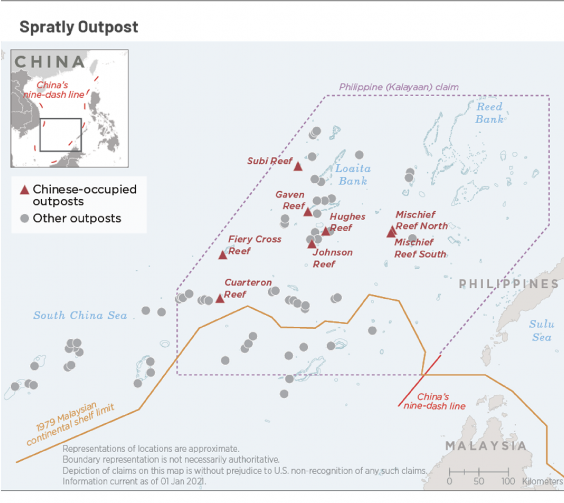 Spratly Outpost
CHINA
China's
nine-dash line
Philippine (Kalayaan) claim
Reed
Bank
Subi Reef
Loaita
Bank
Chinese-occupied
outposts
Other outposts
Gaven
Reef
Hughes
Reef
Mischief
Reef North
Mischief
Reef South
Fiery Cross
Reef
Johnson
Reef
Cuarteron
Reef
PHILIPPINES
South China Sea
Sulu
Sea
1979 Malaysian
continental shelf limit
China's
nine-dash line
MALAYSIA
Representations of locations are approximate.
Boundary representation is not necessarily authoritative.
Depiction of claims on this map is without prejudice to U.S. non-recognition of any such claims.
Information current as of 01 Jan 2021.
0 50 100 Kilometers